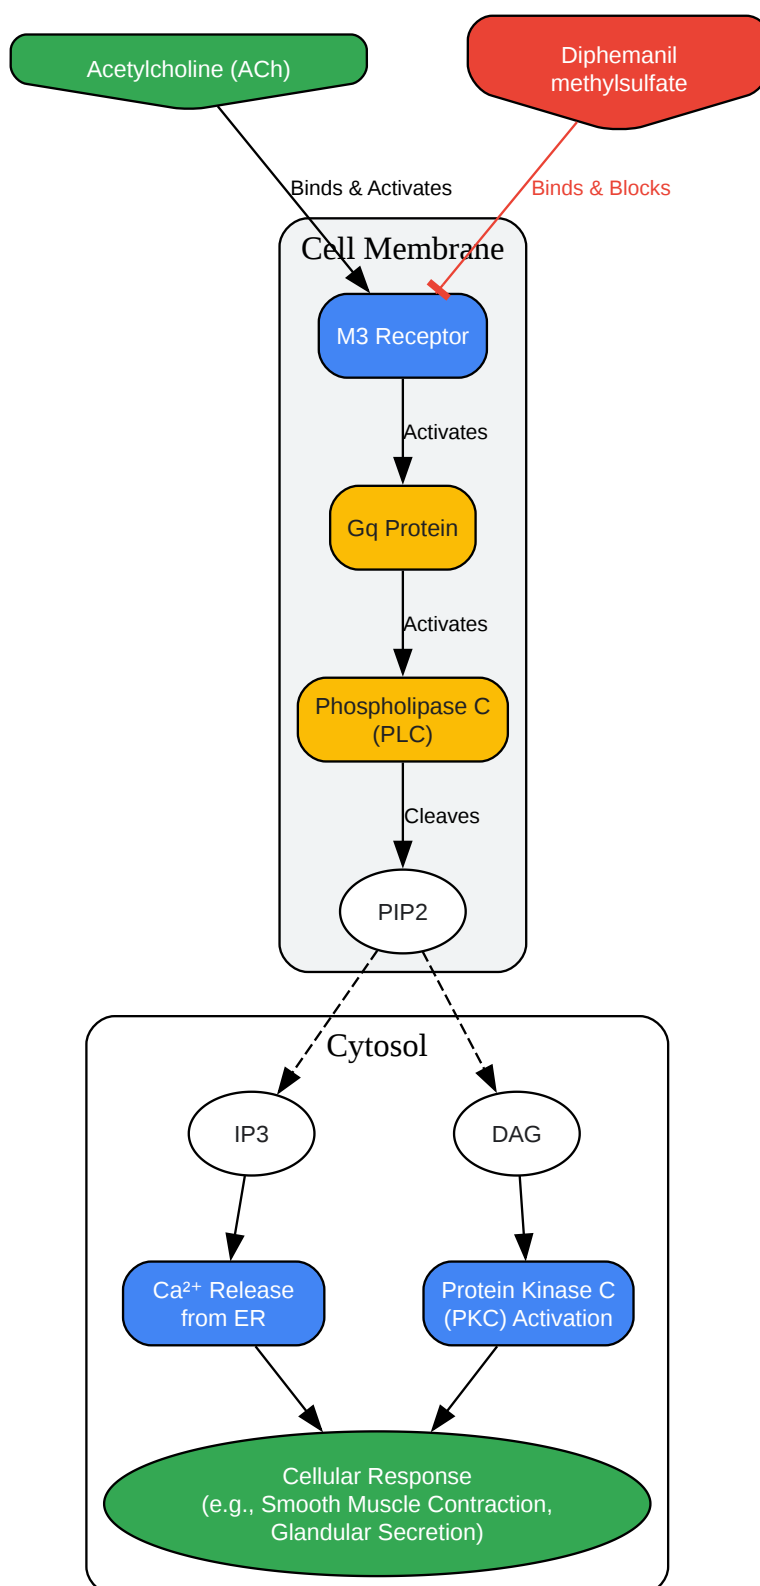 Acetylcholine (ACh)
Diphemanil
methylsulfate
Binds & Activates
Binds & Blocks
Cell Membrane
M3 Receptor
Activates
Gq Protein
Activates
Phospholipase C
(PLC)
Cleaves
PIP2
Cytosol
IP3
DAG
Ca²⁺ Release
from ER
Protein Kinase C
(PKC) Activation
Cellular Response
(e.g., Smooth Muscle Contraction,
Glandular Secretion)